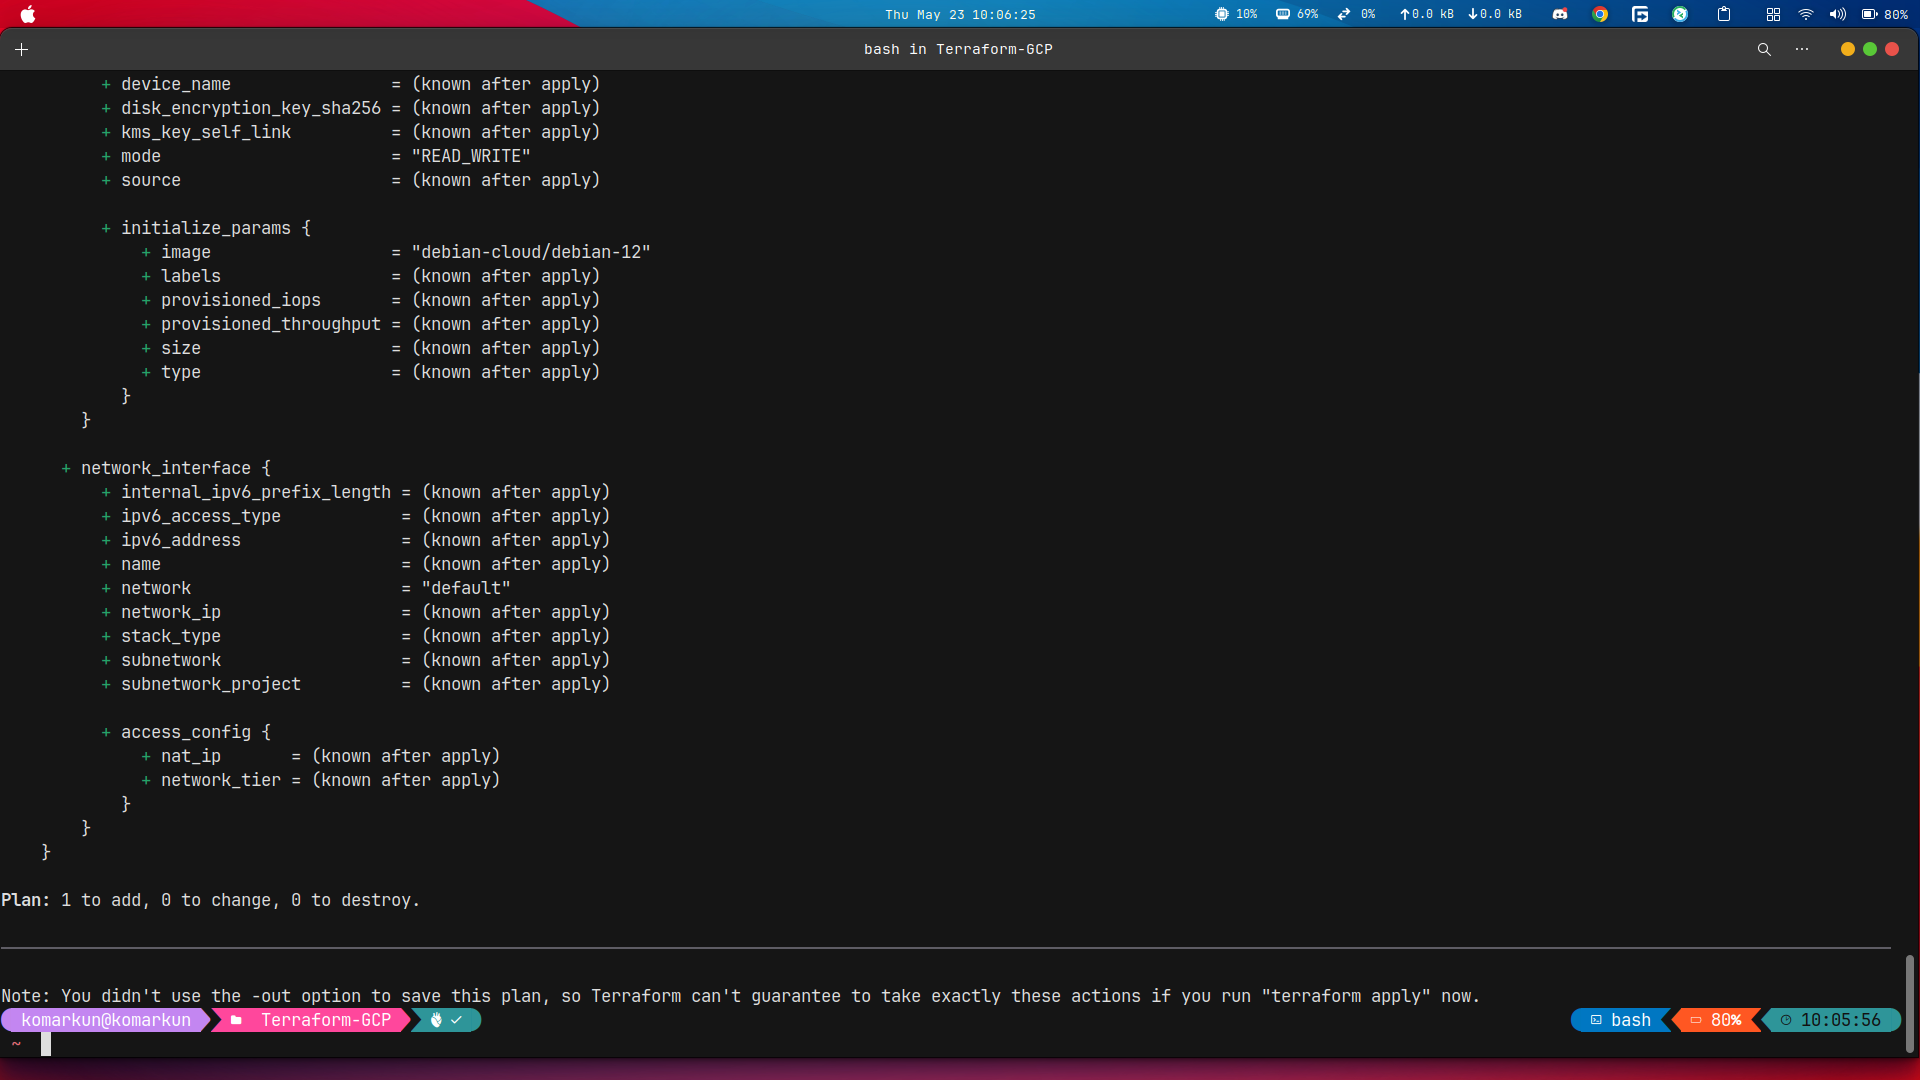 Thu May 23 10:06:25
10% 69% 0% 0.0 kB 0.0 kB 80%
bash in Terraform-GCP
+ device_name = (known after apply)
+ disk_encryption_key_sha256 = (known after apply)
+ kms_key_self_link = (known after apply)
+ mode = "READ_WRITE"
+ source = (known after apply)
+ initialize_params {
+ image = "debian-cloud/debian-12"
+ labels = (known after apply)
+ provisioned_iops = (known after apply)
+ provisioned_throughput = (known after apply)
+ size = (known after apply)
+ type = (known after apply)
}
}
+ network_interface {
+ internal_ipv6_prefix_length = (known after apply)
+ ipv6_access_type = (known after apply)
+ ipv6_address = (known after apply)
+ name = (known after apply)
+ network = "default"
+ network_ip = (known after apply)
+ stack_type = (known after apply)
+ subnetwork = (known after apply)
+ subnetwork_project = (known after apply)
+ access_config {
+ nat_ip = (known after apply)
+ network_tier = (known after apply)
}
}
}
Plan: 1 to add, 0 to change, 0 to destroy.
Note: You didn't use the -out option to save this plan, so Terraform can't guarantee to take exactly these actions if you run "terraform apply" now.
komarkun@komarkun Terraform-GCP bash 80% 10:05:56
~